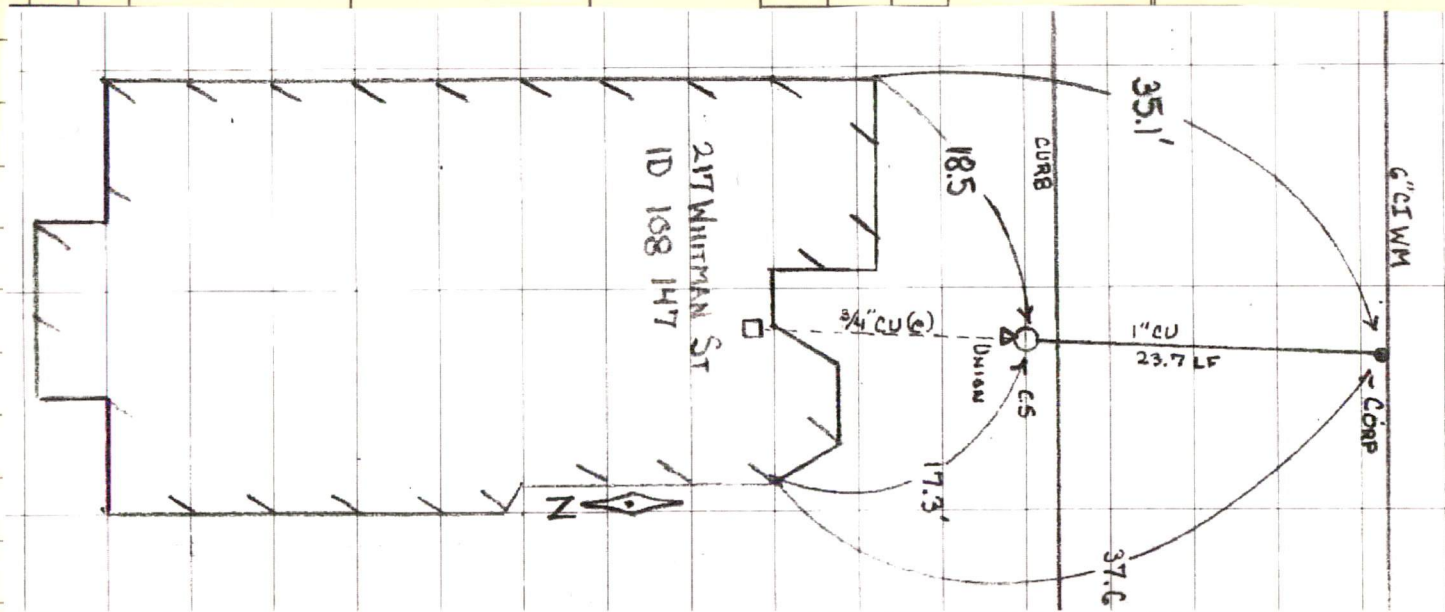 6" CI WM
35.1'
CURB
18.5
217 WHITMAN ST
ID 108 147
3/4" CU (e)
UNION
CS
1" CU
23.7 LF
CORP
17.3'
37.6
N